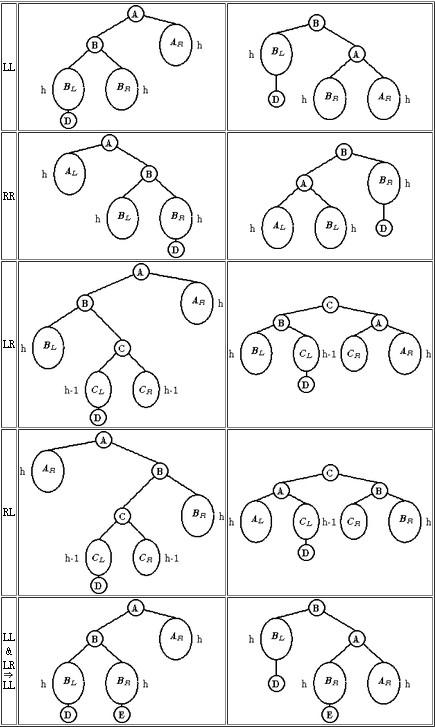 LL
A
B A_R h
h B_L B_R h
D
B
h B_L A
D B_R h A_R h
RR
A
h A_L B
h B_L B_R h
D
B
A B_R h
h A_L B_L h D
LR
A
B A_R h
h B_L C
h-1 C_L C_R h-1
D
C
B A
h B_L C_L h-1 C_R A_R h
D
RL
A
h A_R B
C B_R h
h-1 C_L C_R h-1
D
C
A B
h A_L C_L h-1 C_R B_R h
D
LL
&
LR
⇒
LL
A
B A_R h
h B_L B_R h
D E
B
h B_L A
D B_R h A_R h
E